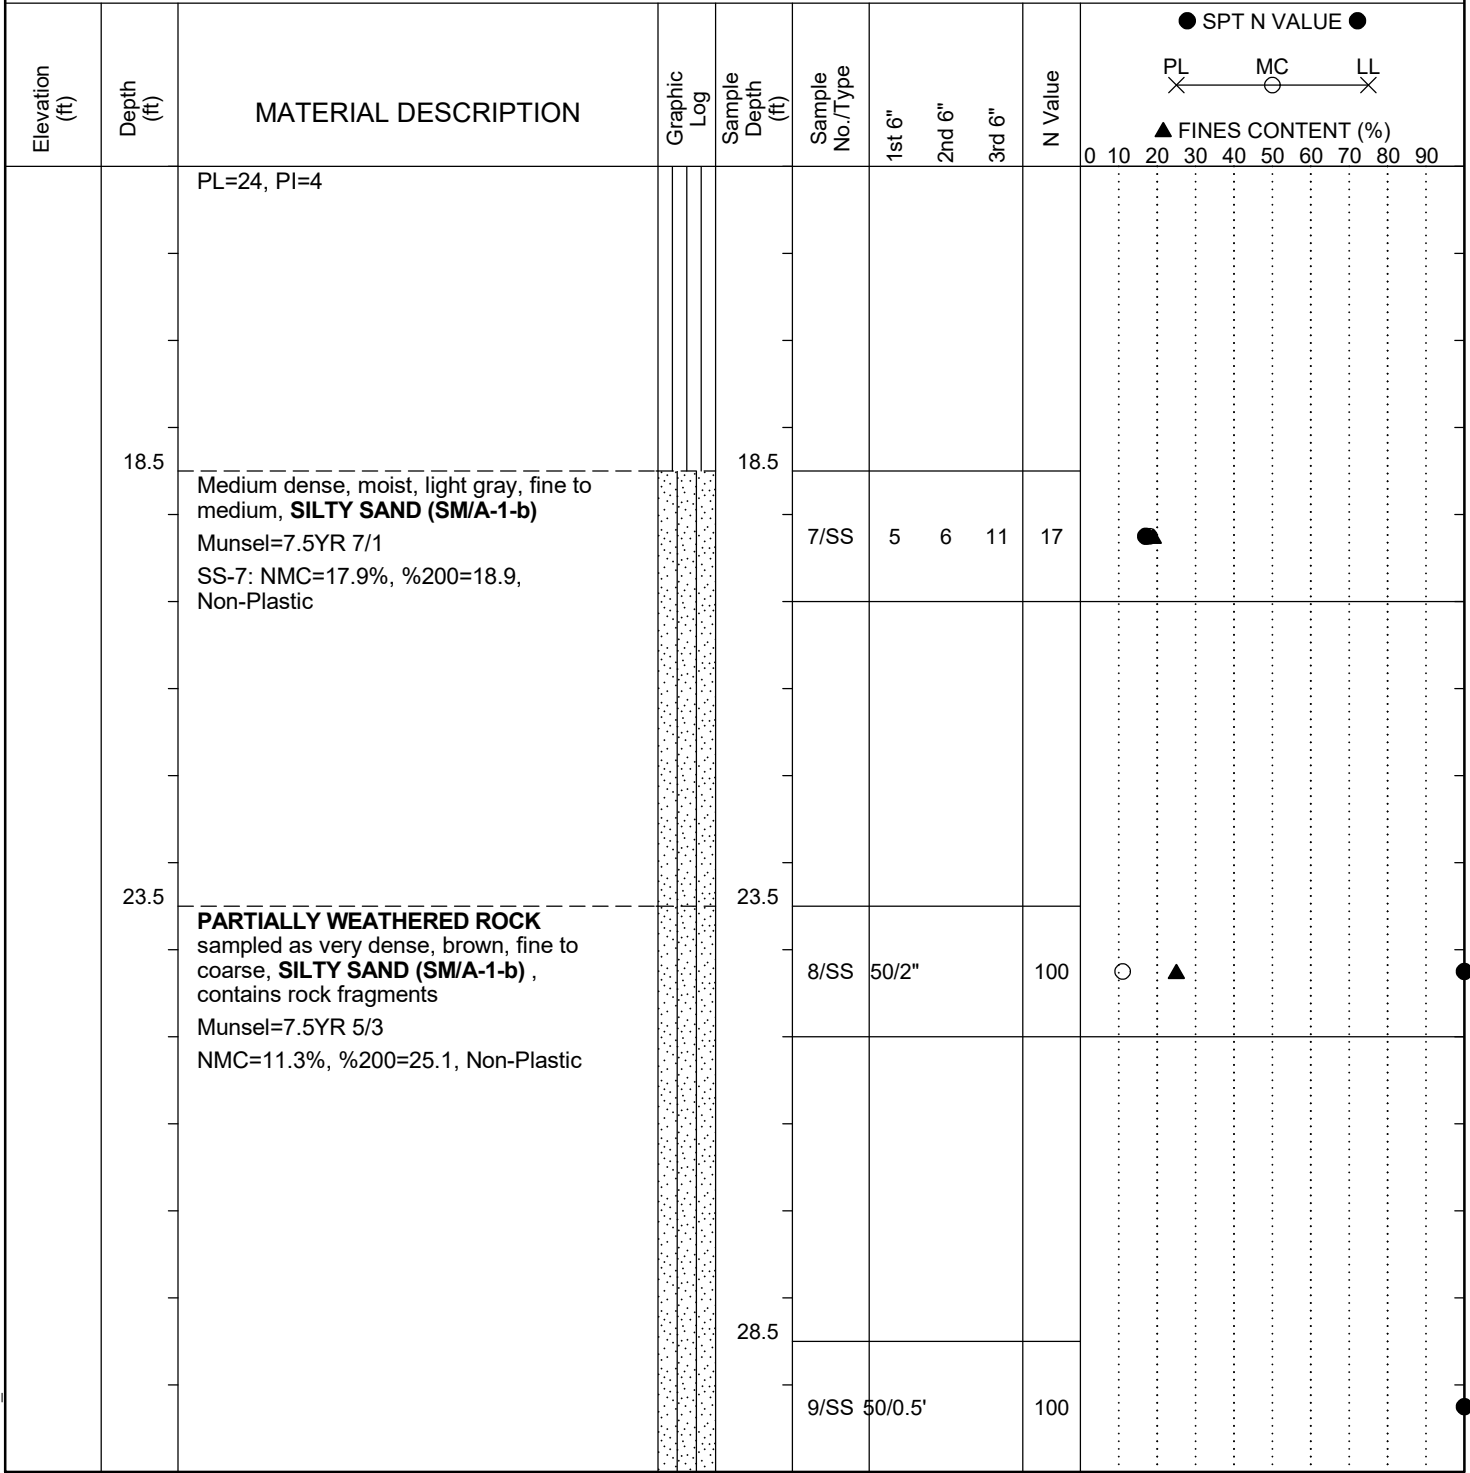 ● SPT N VALUE ●
PL MC LL
▲ FINES CONTENT (%)
Elevation (ft)
Depth (ft)
MATERIAL DESCRIPTION
Graphic Log
Sample Depth (ft)
Sample No./Type
1st 6"
2nd 6"
3rd 6"
N Value
0 10 20 30 40 50 60 70 80 90
PL=24, PI=4
18.5
18.5
Medium dense, moist, light gray, fine to
medium, SILTY SAND (SM/A-1-b)
Munsel=7.5YR 7/1
SS-7: NMC=17.9%, %200=18.9,
Non-Plastic
7/SS 5 6 11 17
23.5
23.5
PARTIALLY WEATHERED ROCK
sampled as very dense, brown, fine to
coarse, SILTY SAND (SM/A-1-b) ,
contains rock fragments
Munsel=7.5YR 5/3
NMC=11.3%, %200=25.1, Non-Plastic
8/SS 50/2" 100
28.5
9/SS 50/0.5' 100